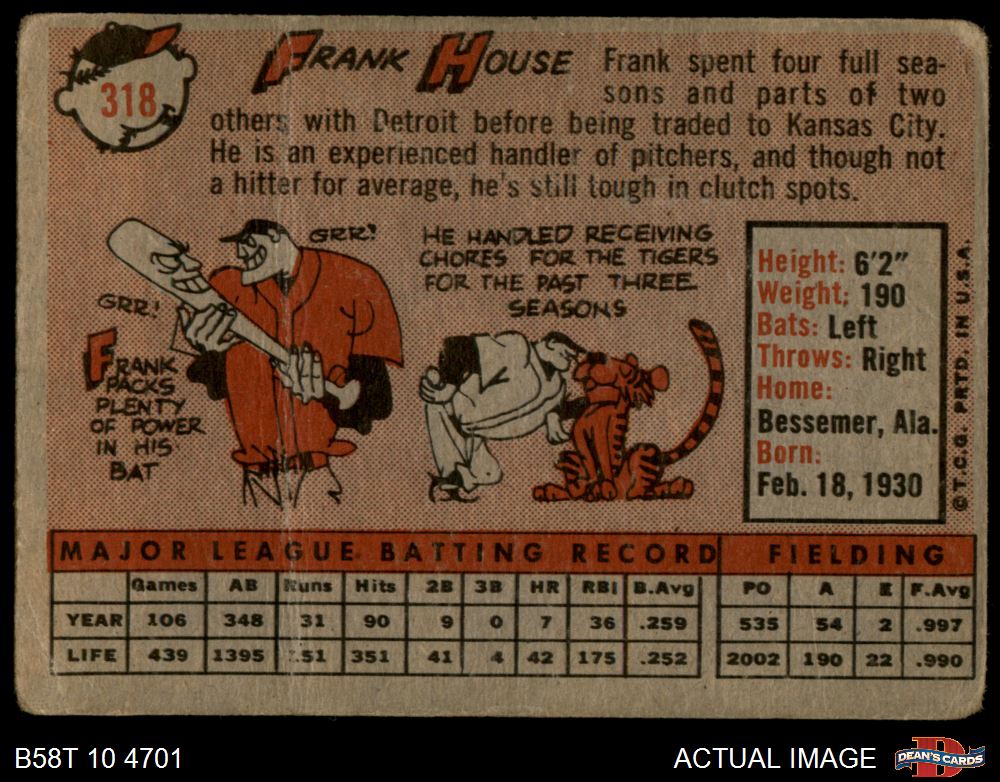 318
FRANK HOUSE
Frank spent four full sea-
sons and parts of two
others with Detroit before being traded to Kansas City.
He is an experienced handler of pitchers, and though not
a hitter for average, he's still tough in clutch spots.
GRR!
GRR!
FRANK
PACKS
PLENTY
OF POWER
IN HIS
BAT
HE HANDLED RECEIVING
CHORES FOR THE TIGERS
FOR THE PAST THREE
SEASONS
Height: 6'2"
Weight: 190
Bats: Left
Throws: Right
Home:
Bessemer, Ala.
Born:
Feb. 18, 1930
©T.C.G. PRTD. IN U.S.A.
MAJOR LEAGUE BATTING RECORD FIELDING
Games AB Runs Hits 2B 3B HR RBI B.Avg PO A E F.Avg
YEAR 106 348 31 90 9 0 7 36 .259 535 54 2 .997
LIFE 439 1395 51 351 41 4 42 175 .252 2002 190 22 .990
B58T 10 4701
ACTUAL IMAGE
D
DEAN'S CARDS